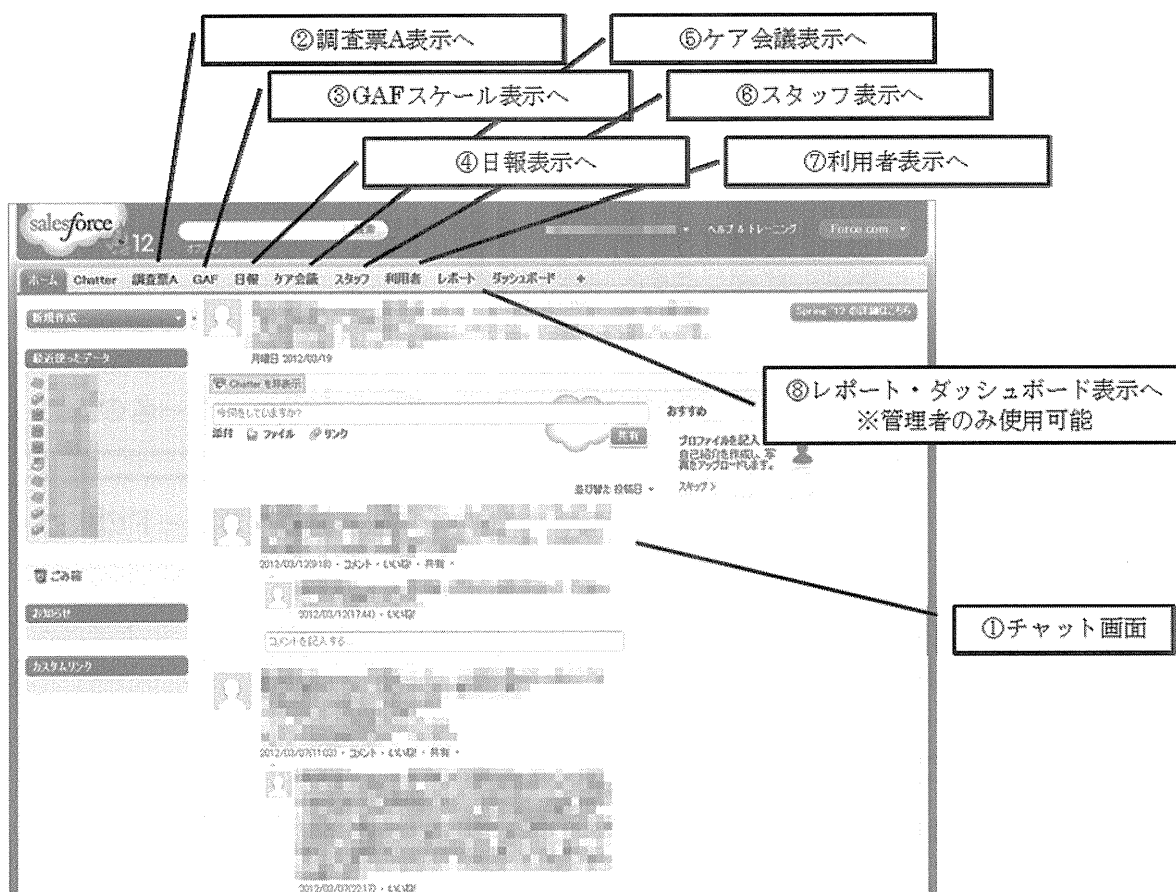 ②調査票A表示へ
⑤ケア会議表示へ
③GAFスケール表示へ
⑥スタッフ表示へ
④日報表示へ
⑦利用者表示へ
salesforce
12
検索
ヘルプ & トレーニング
Force.com
ホーム Chatter 調査票A GAF 日報 ケア会議 スタッフ 利用者 レポート ダッシュボード +
新規作成
Spring '12 の詳細はこちら
最近使ったデータ
月曜日 2012/03/19
Chatter を非表示
今何をしていますか?
添付 ファイル リンク
共有
おすすめ
プロファイルを記入
自己紹介を作成し、写
真をアップロードします。
スキップ >
⑧レポート・ダッシュボード表示へ
※管理者のみ使用可能
並び替え 投稿日
2012/03/12(9:18)・コメント・いいね!・共有・
ごみ箱
2012/03/12(17:44)・いいね!
お知らせ
コメントを記入する...
①チャット画面
カスタムリンク
2012/03/07(11:03)・コメント・いいね!・共有・
2012/03/07(22:17)・いいね!